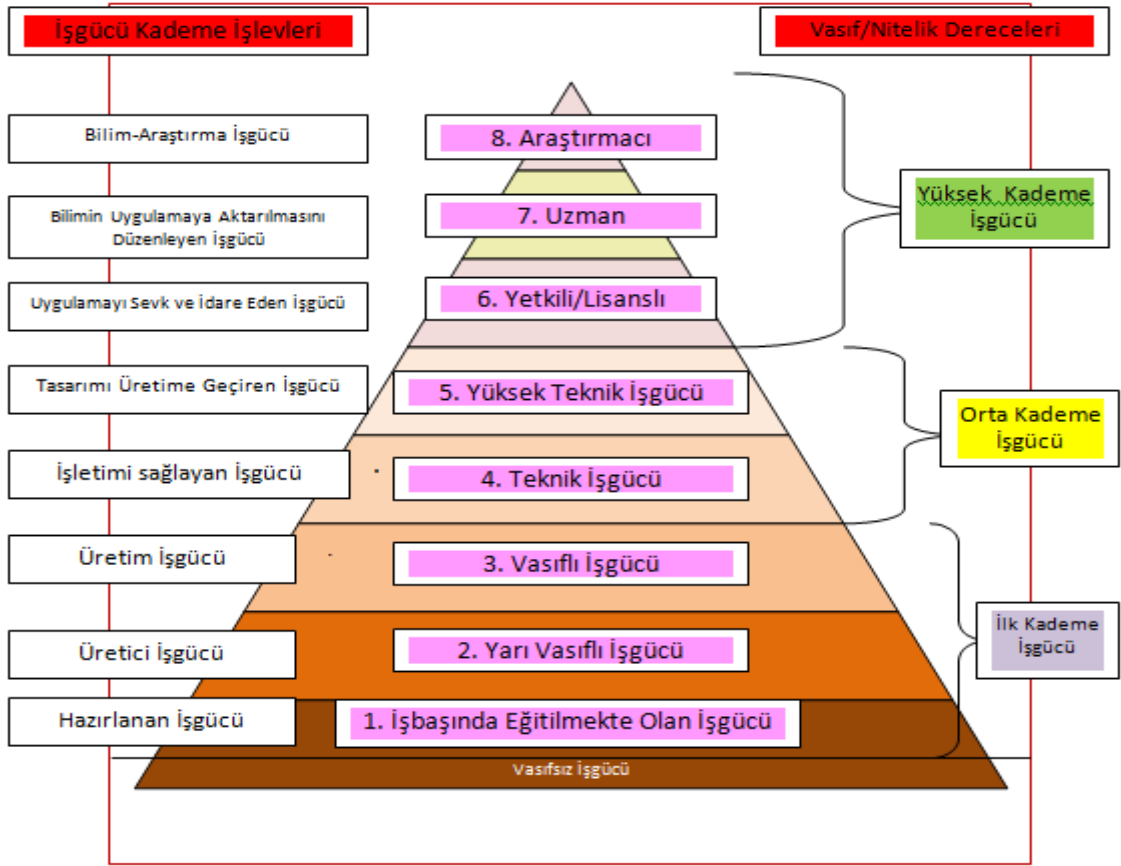 İşgücü Kademe İşlevleri
Vasıf/Nitelik Dereceleri
Bilim-Araştırma İşgücü
8. Araştırmacı
Yüksek Kademe
İşgücü
Bilimin Uygulamaya Aktarılmasını
Düzenleyen İşgücü
7. Uzman
Uygulamayı Sevk ve İdare Eden İşgücü
6. Yetkili/Lisanslı
Tasarımı Üretime Geçiren İşgücü
5. Yüksek Teknik İşgücü
Orta Kademe
İşgücü
İşletimi sağlayan İşgücü
4. Teknik İşgücü
Üretim İşgücü
3. Vasıflı İşgücü
İlk Kademe
İşgücü
Üretici İşgücü
2. Yarı Vasıflı İşgücü
Hazırlanan İşgücü
1. İşbaşında Eğitilmekte Olan İşgücü
Vasıfsız İşgücü